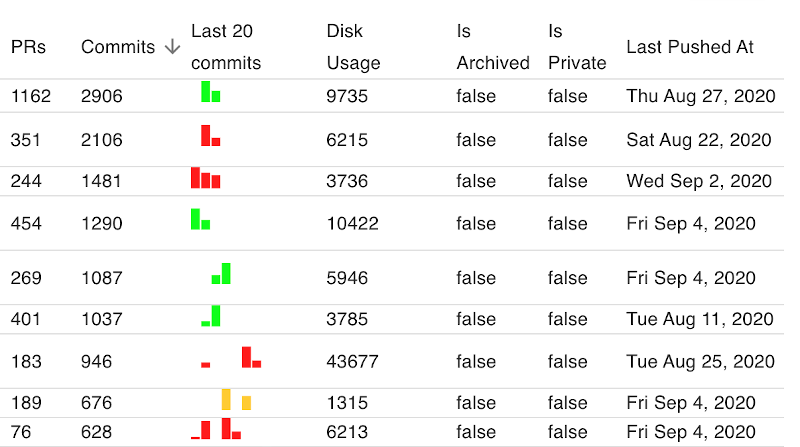 PRs Commits ↓ Last 20 commits Disk Usage Is Archived Is Private Last Pushed At
1162 2906 9735 false false Thu Aug 27, 2020
351 2106 6215 false false Sat Aug 22, 2020
244 1481 3736 false false Wed Sep 2, 2020
454 1290 10422 false false Fri Sep 4, 2020
269 1087 5946 false false Fri Sep 4, 2020
401 1037 3785 false false Tue Aug 11, 2020
183 946 43677 false false Tue Aug 25, 2020
189 676 1315 false false Fri Sep 4, 2020
76 628 6213 false false Fri Sep 4, 2020